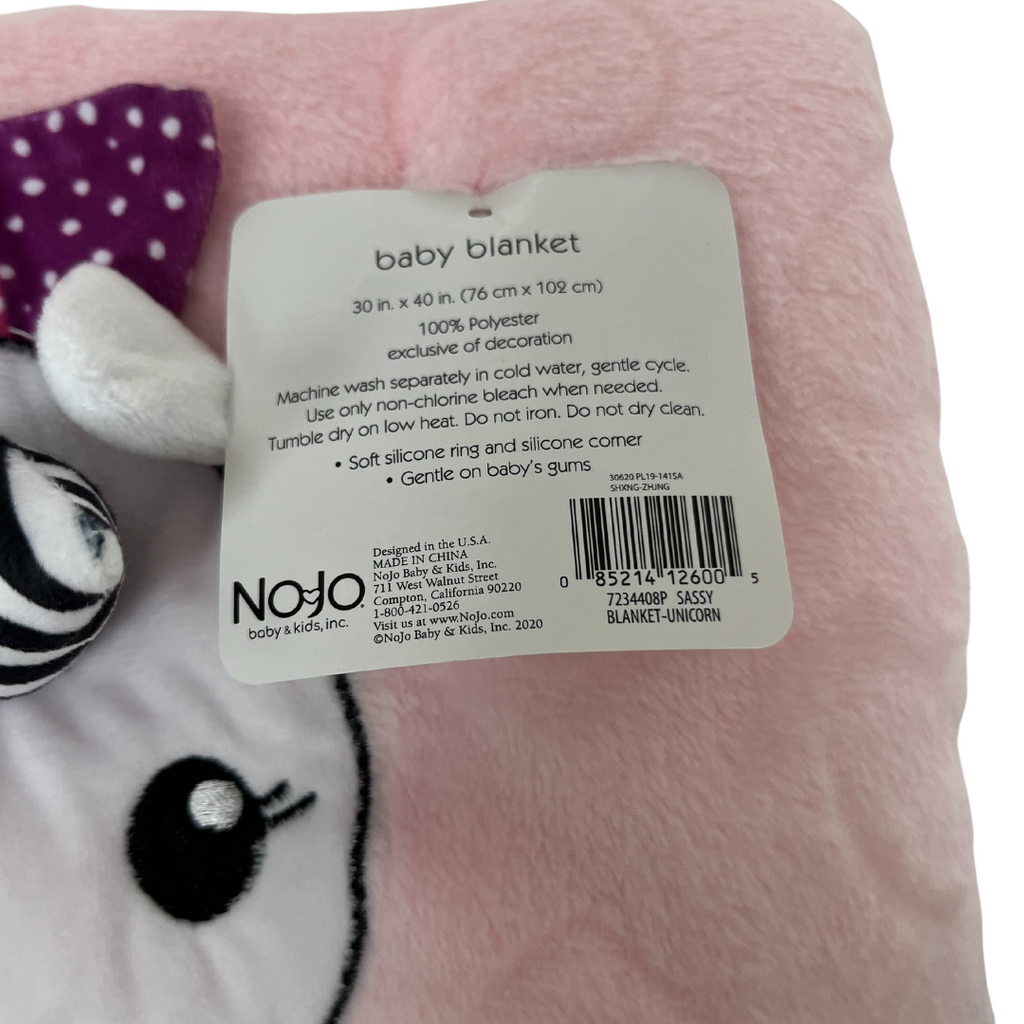 baby blanket
30 in. x 40 in. (76 cm x 102 cm)
100% Polyester
exclusive of decoration
Machine wash separately in cold water, gentle cycle.
Use only non-chlorine bleach when needed.
Tumble dry on low heat. Do not iron. Do not dry clean.
• Soft silicone ring and silicone corner
• Gentle on baby's gums
30620 PL19-141SA
SHXNG-ZHJNG
NoJo
baby & kids, inc.
Designed in the U.S.A.
MADE IN CHINA
NoJo Baby & Kids, Inc.
711 West Walnut Street
Compton, California 90220
1-800-421-0526
Visit us at www.NoJo.com
©NoJo Baby & Kids, Inc. 2020
0 85214 12600 5
7234408P SASSY
BLANKET-UNICORN